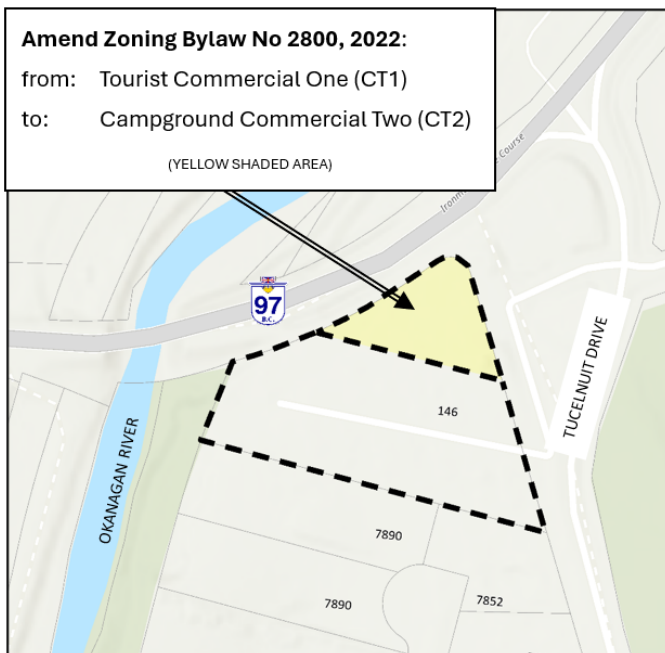 Amend Zoning Bylaw No 2800, 2022:
from: Tourist Commercial One (CT1)
to: Campground Commercial Two (CT2)
(YELLOW SHADED AREA)
Course
97
B.C.
146
TUCELNUIT DRIVE
OKANAGAN RIVER
7890
7890
7852